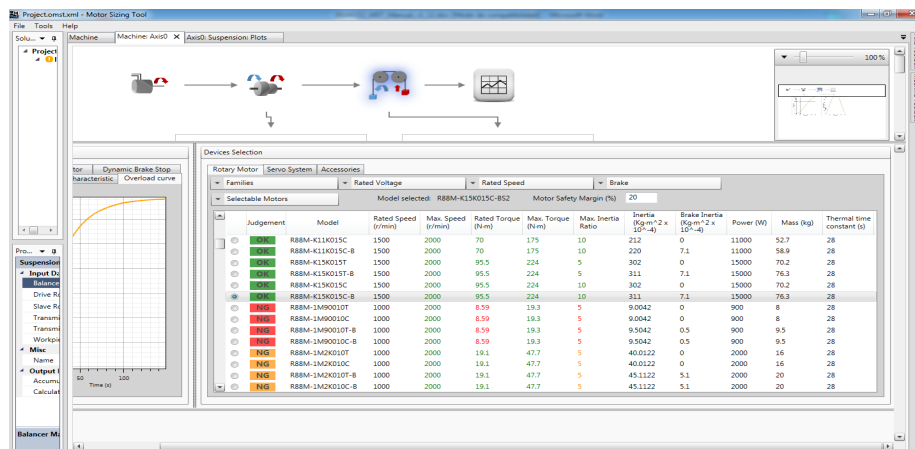 Project.omst.xml - Motor Sizing Tool
File Tools Help
Solu...
Machine Machine: Axis0 X Axis0: Suspension: Plots
Project
100 %
Devices Selection
tor Dynamic Brake Stop
haracteristic Overload curve
Rotary Motor Servo System Accessories
Families Rated Voltage Rated Speed Brake
Selectable Motors Model selected: R88M-K15K015C-BS2 Motor Safety Margin (%) 20
Judgement Model Rated Speed (r/min) Max. Speed (r/min) Rated Torque (N·m) Max. Torque (N·m) Max. Inertia Ratio Inertia (Kg·m^2 x 10^-4) Brake Inertia (Kg·m^2 x 10^-4) Power (W) Mass (kg) Thermal time constant (s)
OK R88M-K11K015C 1500 2000 70 175 10 212 0 11000 52.7 28
OK R88M-K11K015C-B 1500 2000 70 175 10 220 7.1 11000 58.9 28
OK R88M-K15K015T 1500 2000 95.5 224 5 302 0 15000 70.2 28
OK R88M-K15K015T-B 1500 2000 95.5 224 5 311 7.1 15000 76.3 28
OK R88M-K15K015C 1500 2000 95.5 224 10 302 0 15000 70.2 28
OK R88M-K15K015C-B 1500 2000 95.5 224 10 311 7.1 15000 76.3 28
NG R88M-1M90010T 1000 2000 8.59 19.3 5 9.0042 0 900 8 28
NG R88M-1M90010C 1000 2000 8.59 19.3 5 9.0042 0 900 8 28
NG R88M-1M90010T-B 1000 2000 8.59 19.3 5 9.5042 0.5 900 9.5 28
NG R88M-1M90010C-B 1000 2000 8.59 19.3 5 9.5042 0.5 900 9.5 28
NG R88M-1M2K010T 1000 2000 19.1 47.7 5 40.0122 0 2000 16 28
NG R88M-1M2K010C 1000 2000 19.1 47.7 5 40.0122 0 2000 16 28
NG R88M-1M2K010T-B 1000 2000 19.1 47.7 5 45.1122 5.1 2000 20 28
NG R88M-1M2K010C-B 1000 2000 19.1 47.7 5 45.1122 5.1 2000 20 28
Pro...
Suspension
Input Da
Balance
Drive Ro
Slave Ro
Transmi
Transmi
Workpi
Misc
Name
Output
Accumu
Calculat
50 100
Time (s)
Balancer Ma